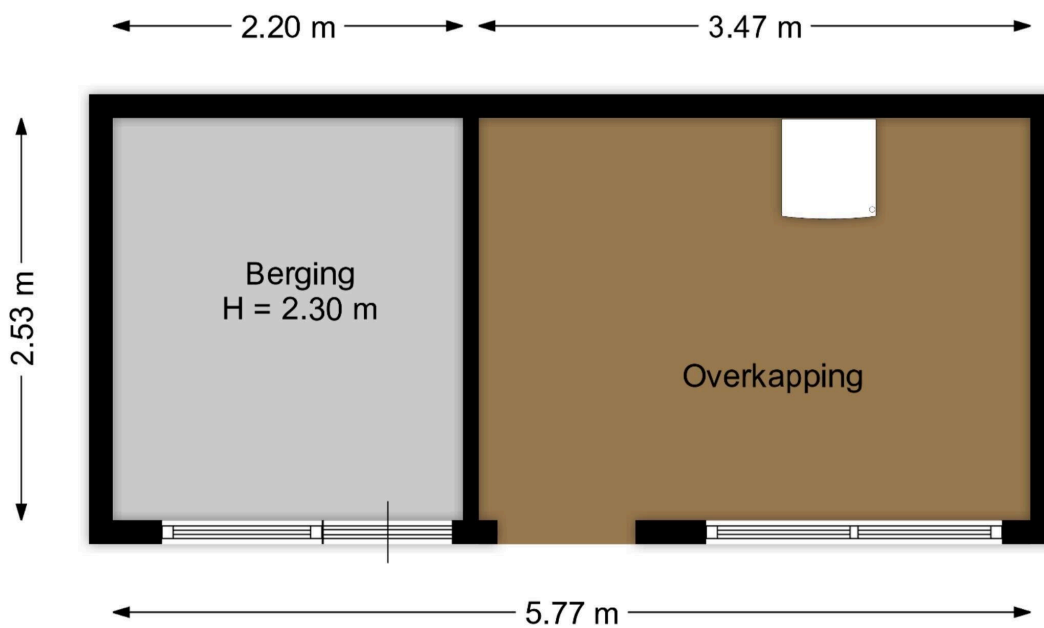 2.20 m
3.47 m
2.53 m
Berging
H = 2.30 m
Overkapping
5.77 m